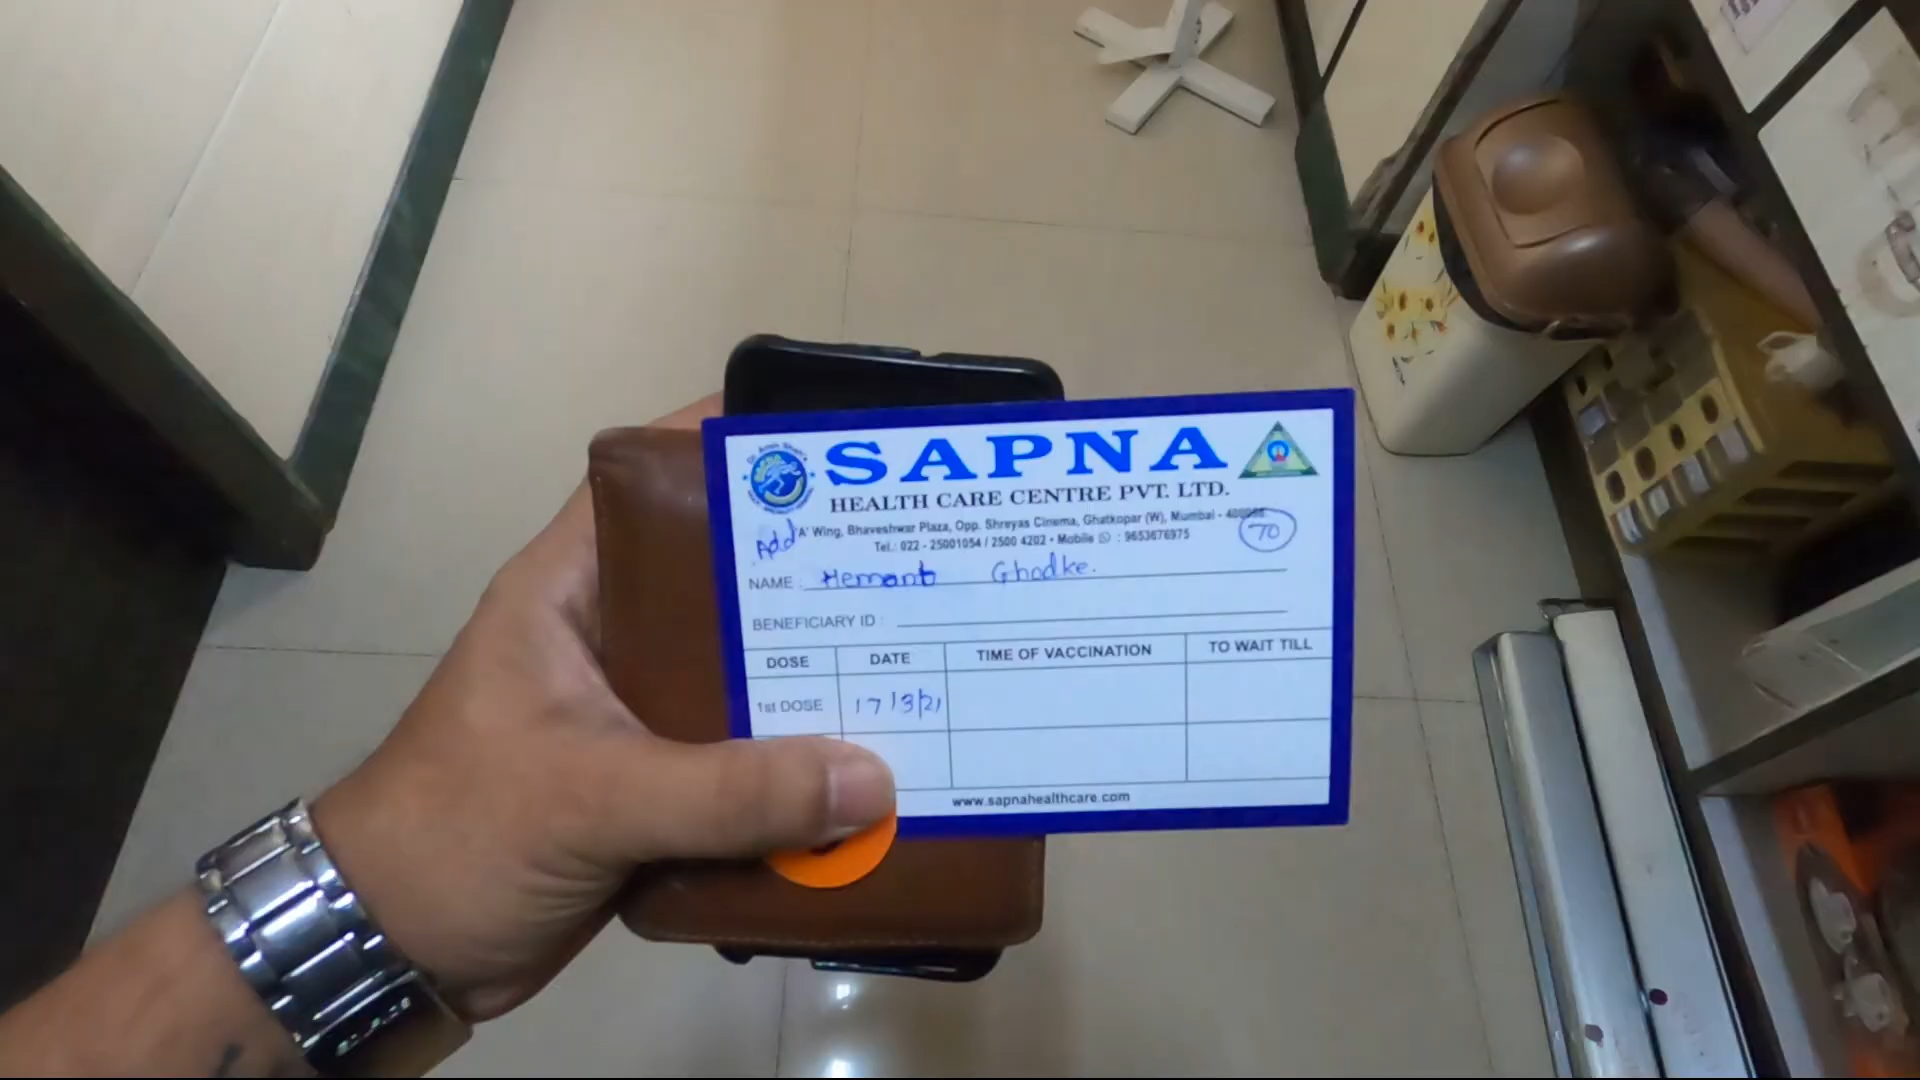 SAPNA
HEALTH CARE CENTRE PVT. LTD.
'A' Wing, Bhaveshwar Plaza, Opp. Shreyas Cinema, Ghatkopar (W), Mumbai -
Tel.: 022 - 25001054 / 2500 4202 • Mobile : 9653676975
Add
70
NAME : Hemant Ghodke.
BENEFICIARY ID :
DOSE DATE TIME OF VACCINATION TO WAIT TILL
1st DOSE 17/3/21
www.sapnahealthcare.com